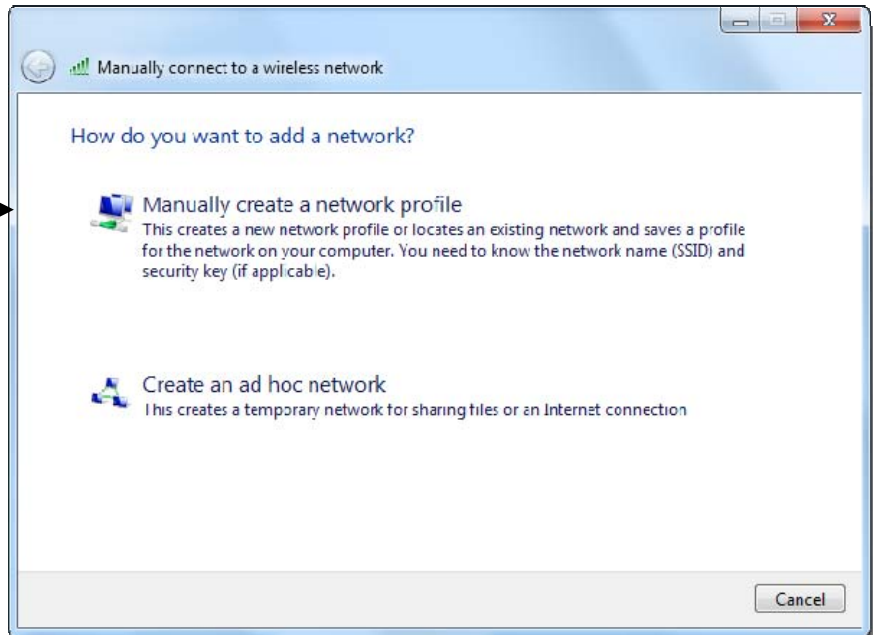 Manually connect to a wireless network
How do you want to add a network?
Manually create a network profile
This creates a new network profile or locates an existing network and saves a profile
for the network on your computer. You need to know the network name (SSID) and
security key (if applicable).
Create an ad hoc network
This creates a temporary network for sharing files or an Internet connection
Cancel